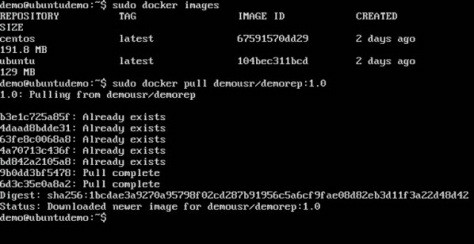 demo@ubuntudemo:~$ sudo docker images
REPOSITORY TAG IMAGE ID CREATED
SIZE
centos latest 67591570dd29 2 days ago
191.8 MB
ubuntu latest 104bec311bcd 2 days ago
129 MB
demo@ubuntudemo:~$ sudo docker pull demousr/demorep:1.0
1.0: Pulling from demousr/demorep
b3e1c725a85f: Already exists
4daad8bdde31: Already exists
63fe8c0068a8: Already exists
4a70713c436f: Already exists
bd842a2105a8: Already exists
9b0dd3bf5478: Pull complete
6d3c35e0a8a2: Pull complete
Digest: sha256:1bcdae3a9270a95798f02cd287b91956c5a6cf9fae08d82eb3d11f3a22d48d42
Status: Downloaded newer image for demousr/demorep:1.0
demo@ubuntudemo:~$